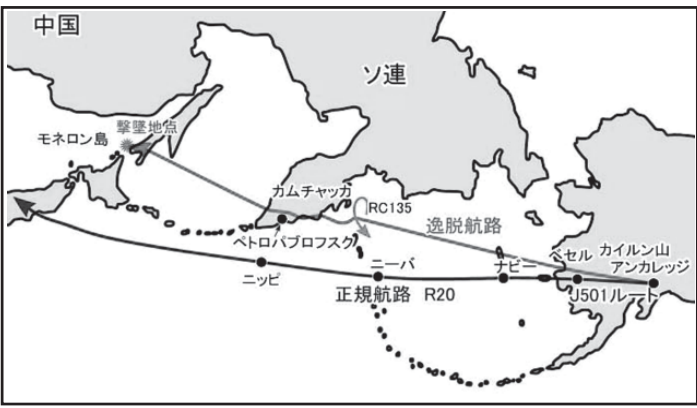 中国
ソ連
撃墜地点
モネロン島
カムチャッカ
RC135
逸脱航路
ペトロパブロフスク
ベセル
カイルン山
アンカレッジ
ナビー
ニーバ
ニッピ
正規航路 R20
J501ルート